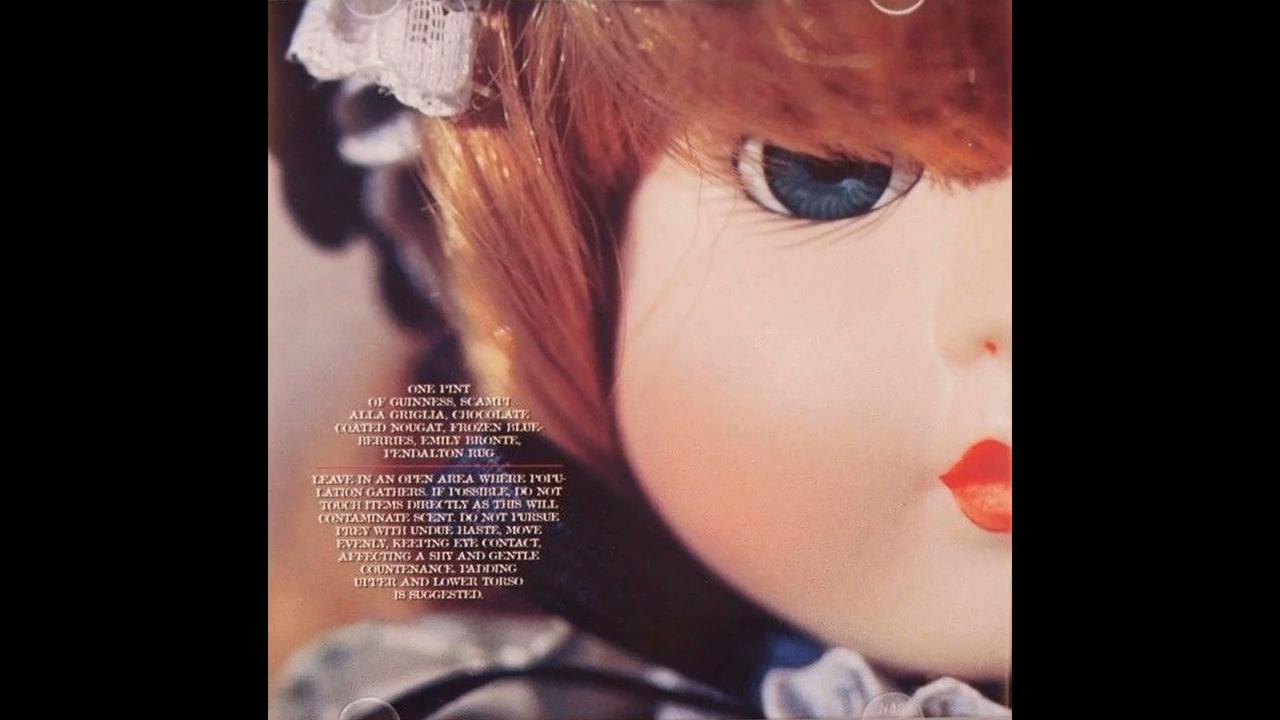 ONE PINT
OF GUINNESS, SCAMPI
ALLA GRIGLIA, CHOCOLATE
COATED NOUGAT, FROZEN BLUE-
BERRIES, EMILY BRONTE,
PENDALTON RUG
LEAVE IN AN OPEN AREA WHERE POPU-
LATION GATHERS. IF POSSIBLE, DO NOT
TOUCH ITEMS DIRECTLY AS THIS WILL
CONTAMINATE SCENT. DO NOT PURSUE
PREY WITH UNDUE HASTE, MOVE
EVENLY, KEEPING EYE CONTACT,
AFFECTING A SHY AND GENTLE
COUNTENANCE. PADDING
UPPER AND LOWER TORSO
IS SUGGESTED.